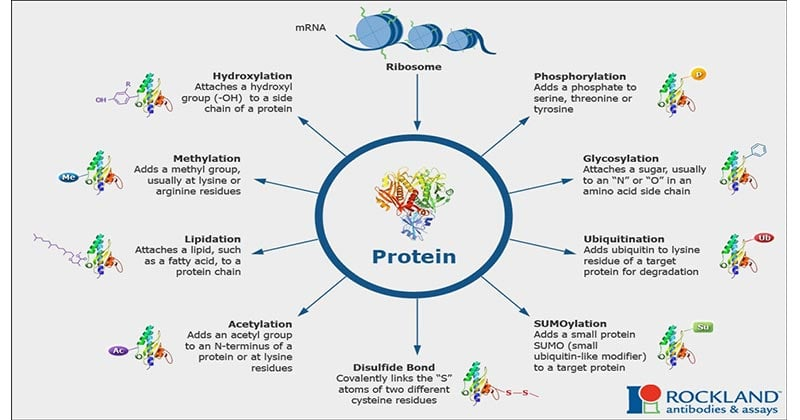 mRNA
Ribosome
Hydroxylation
Attaches a hydroxyl
group (-OH) to a side
chain of a protein
OH
R
Phosphorylation
Adds a phosphate to
serine, threonine or
tyrosine
P
Methylation
Adds a methyl group,
usually at lysine or
arginine residues
Me
Glycosylation
Attaches a sugar, usually
to an “N” or “O” in an
amino acid side chain
Protein
Lipidation
Attaches a lipid, such
as a fatty acid, to a
protein chain
Ubiquitination
Adds ubiquitin to lysine
residue of a target
protein for degradation
Ub
Acetylation
Adds an acetyl group
to an N-terminus of a
protein or at lysine
residues
Ac
SUMOylation
Adds a small protein
SUMO (small
ubiquitin-like modifier)
to a target protein
Su
Disulfide Bond
Covalently links the “S”
atoms of two different
cysteine residues
S–S
ROCKLAND™
antibodies & assays